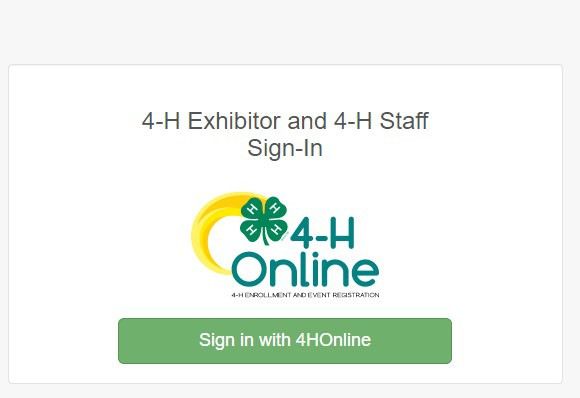 4-H Exhibitor and 4-H Staff
Sign-In
H H
H H
4-H
Online
4-H ENROLLMENT AND EVENT REGISTRATION
Sign in with 4HOnline